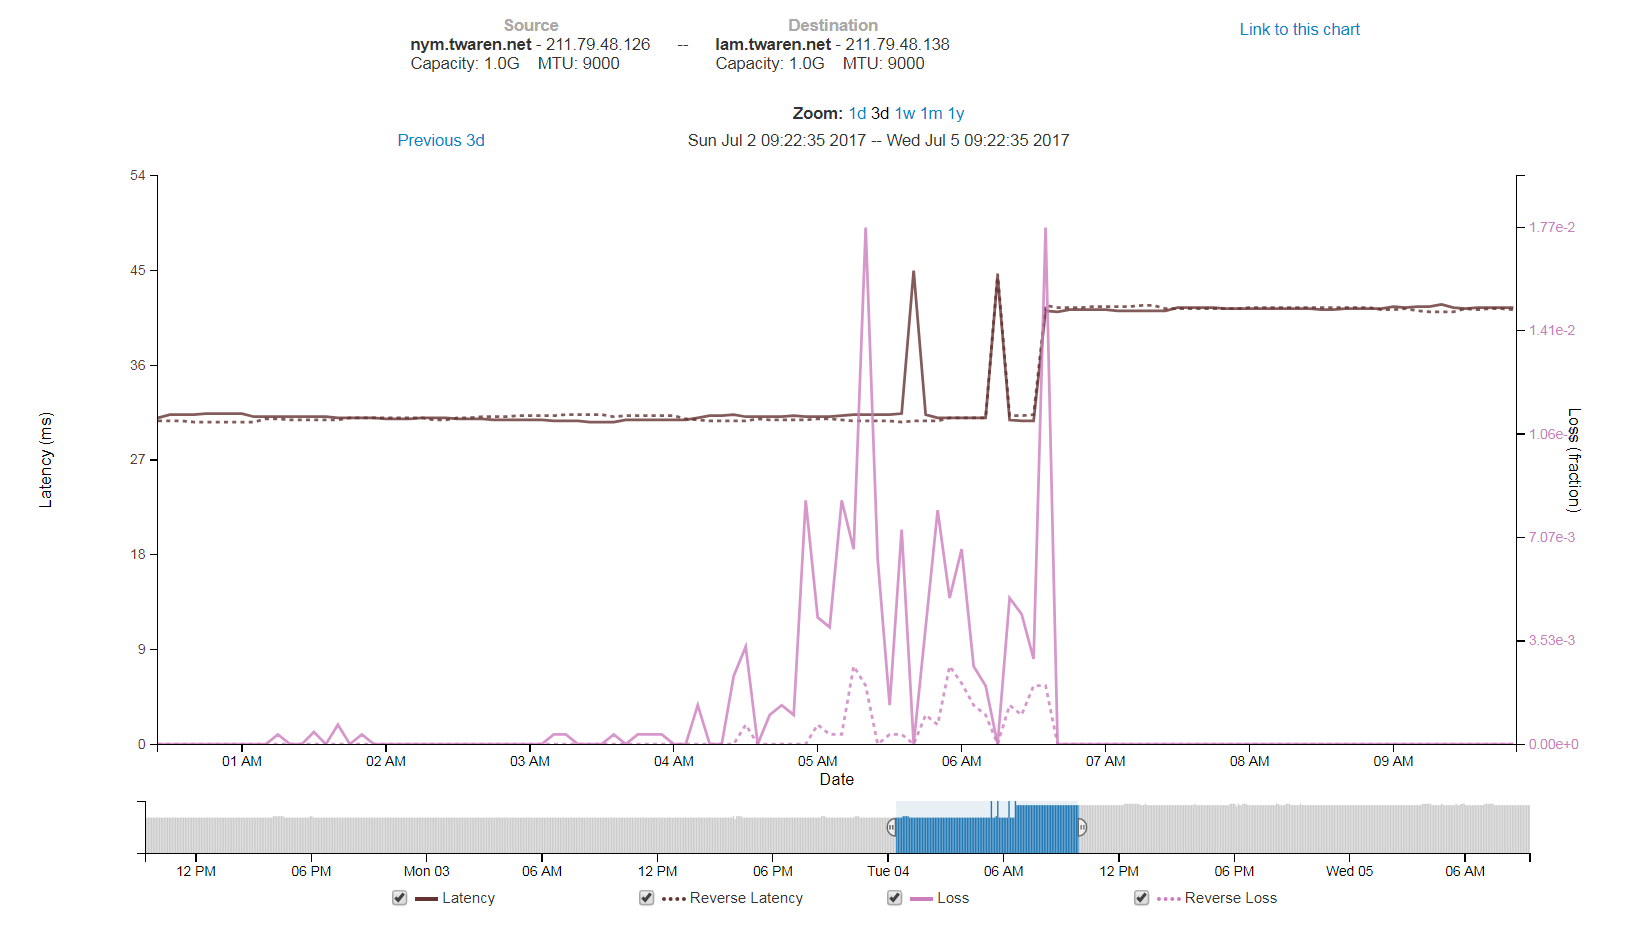 Source Destination Link to this chart
nym.twaren.net - 211.79.48.126 -- lam.twaren.net - 211.79.48.138
Capacity: 1.0G MTU: 9000 Capacity: 1.0G MTU: 9000
Zoom: 1d 3d 1w 1m 1y
Previous 3d Sun Jul 2 09:22:35 2017 -- Wed Jul 5 09:22:35 2017
54
45
36
27
18
9
0
Latency (ms)
1.77e-2
1.41e-2
1.06e-2
7.07e-3
3.53e-3
0.00e+0
Loss (fraction)
01 AM 02 AM 03 AM 04 AM 05 AM 06 AM 07 AM 08 AM 09 AM
Date
12 PM 06 PM Mon 03 06 AM 12 PM 06 PM Tue 04 06 AM 12 PM 06 PM Wed 05 06 AM
Latency Reverse Latency Loss Reverse Loss